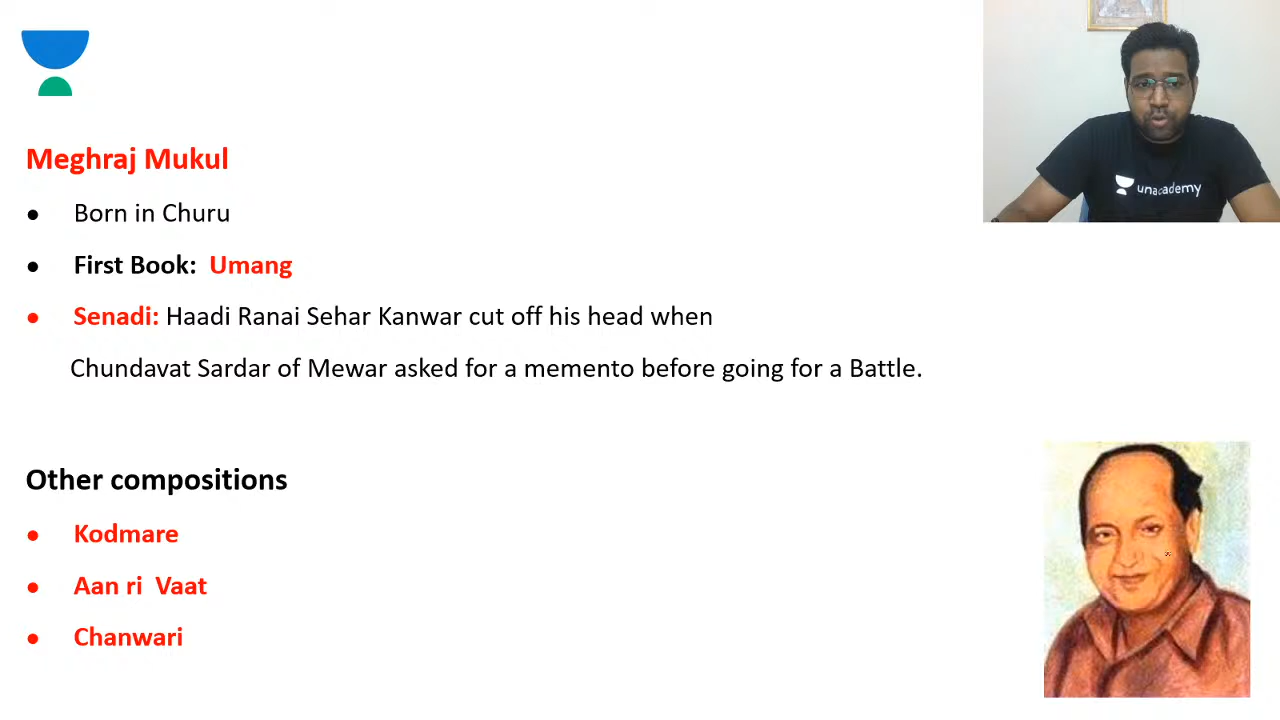 Meghraj Mukul
● Born in Churu
● First Book: Umang
● Senadi: Haadi Ranai Sehar Kanwar cut off his head when
Chundavat Sardar of Mewar asked for a memento before going for a Battle.
Other compositions
● Kodmare
● Aan ri Vaat
● Chanwari
unacademy